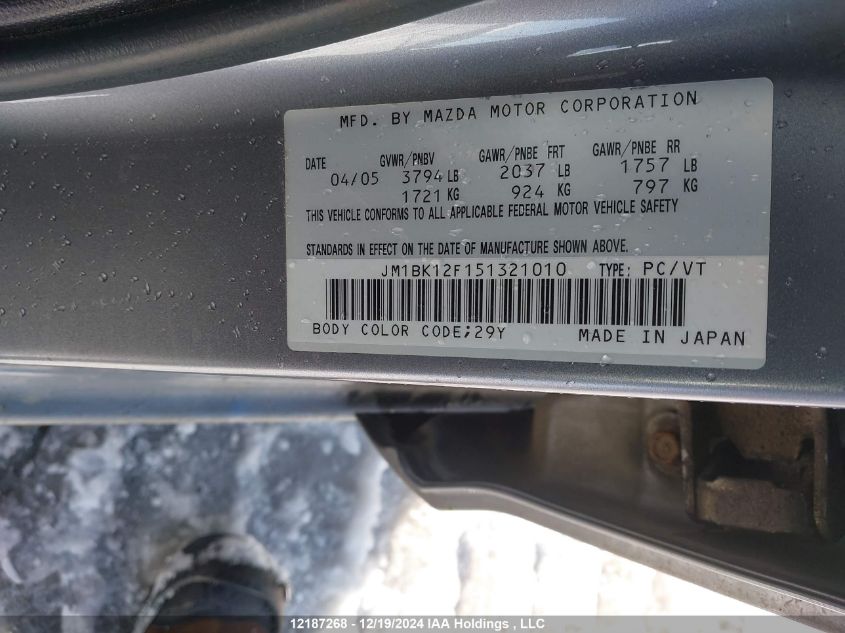 MFD. BY MAZDA MOTOR CORPORATION
DATE GVWR/PNBV GAWR/PNBE FRT GAWR/PNBE RR
04/05 3794 LB 2037 LB 1757 LB
1721 KG 924 KG 797 KG
THIS VEHICLE CONFORMS TO ALL APPLICABLE FEDERAL MOTOR VEHICLE SAFETY
STANDARDS IN EFFECT ON THE DATE OF MANUFACTURE SHOWN ABOVE.
JM1BK12F151321010 TYPE: PC/VT
BODY COLOR CODE;29Y MADE IN JAPAN
12187268 - 12/19/2024 IAA Holdings , LLC